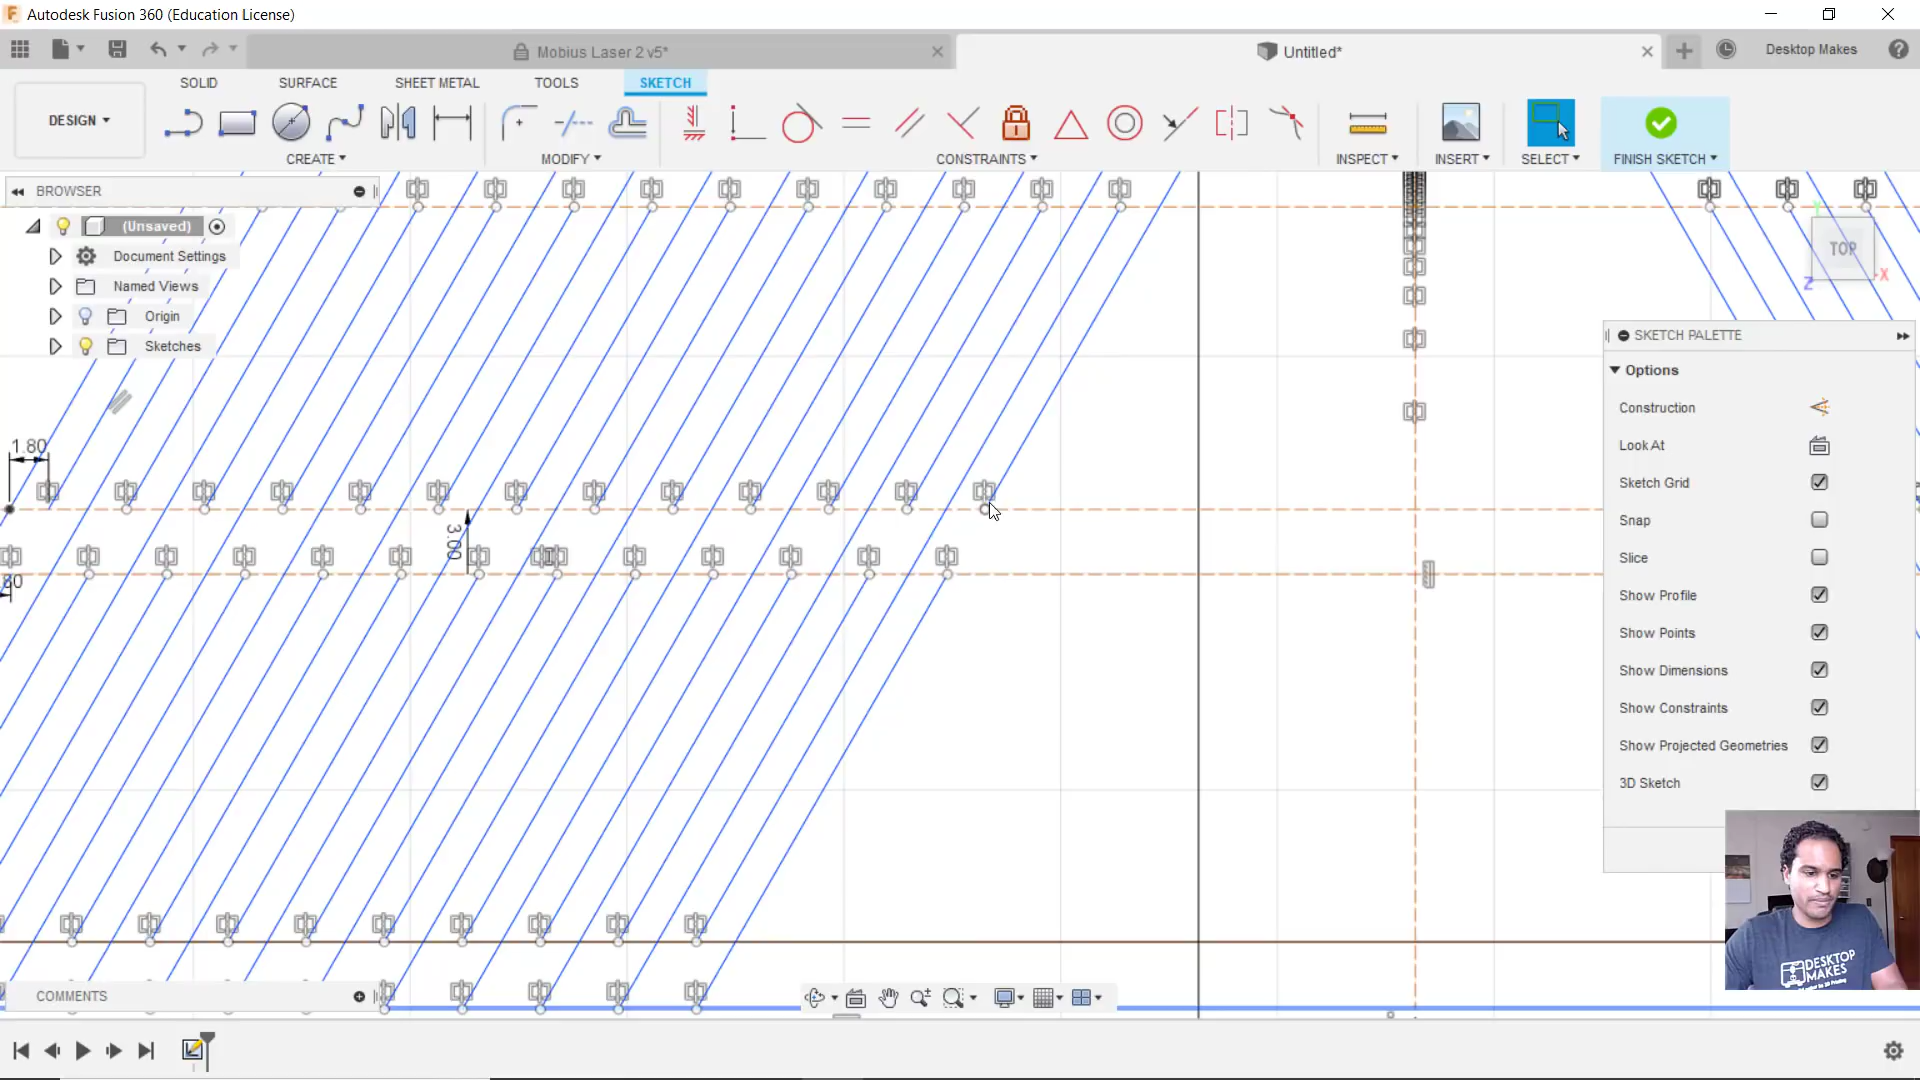 Autodesk Fusion 360 (Education License)
Mobius Laser 2 v5*
Untitled*
Desktop Makes
SOLID
SURFACE
SHEET METAL
TOOLS
SKETCH
DESIGN
CREATE
MODIFY
CONSTRAINTS
INSPECT
INSERT
SELECT
FINISH SKETCH
BROWSER
(Unsaved)
Document Settings
Named Views
Origin
Sketches
Y
TOP
X
Z
SKETCH PALETTE
Options
Construction
Look At
Sketch Grid
Snap
Slice
Show Profile
Show Points
Show Dimensions
Show Constraints
Show Projected Geometries
3D Sketch
1.80
3.00
80
DESKTOP
MAKES
COMMENTS